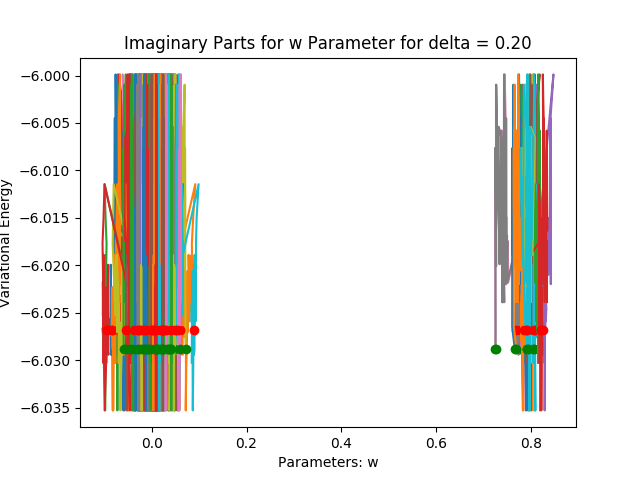 Imaginary Parts for w Parameter for delta = 0.20
Variational Energy
−6.000
−6.005
−6.010
−6.015
−6.020
−6.025
−6.030
−6.035
0.0 0.2 0.4 0.6 0.8
Parameters: w